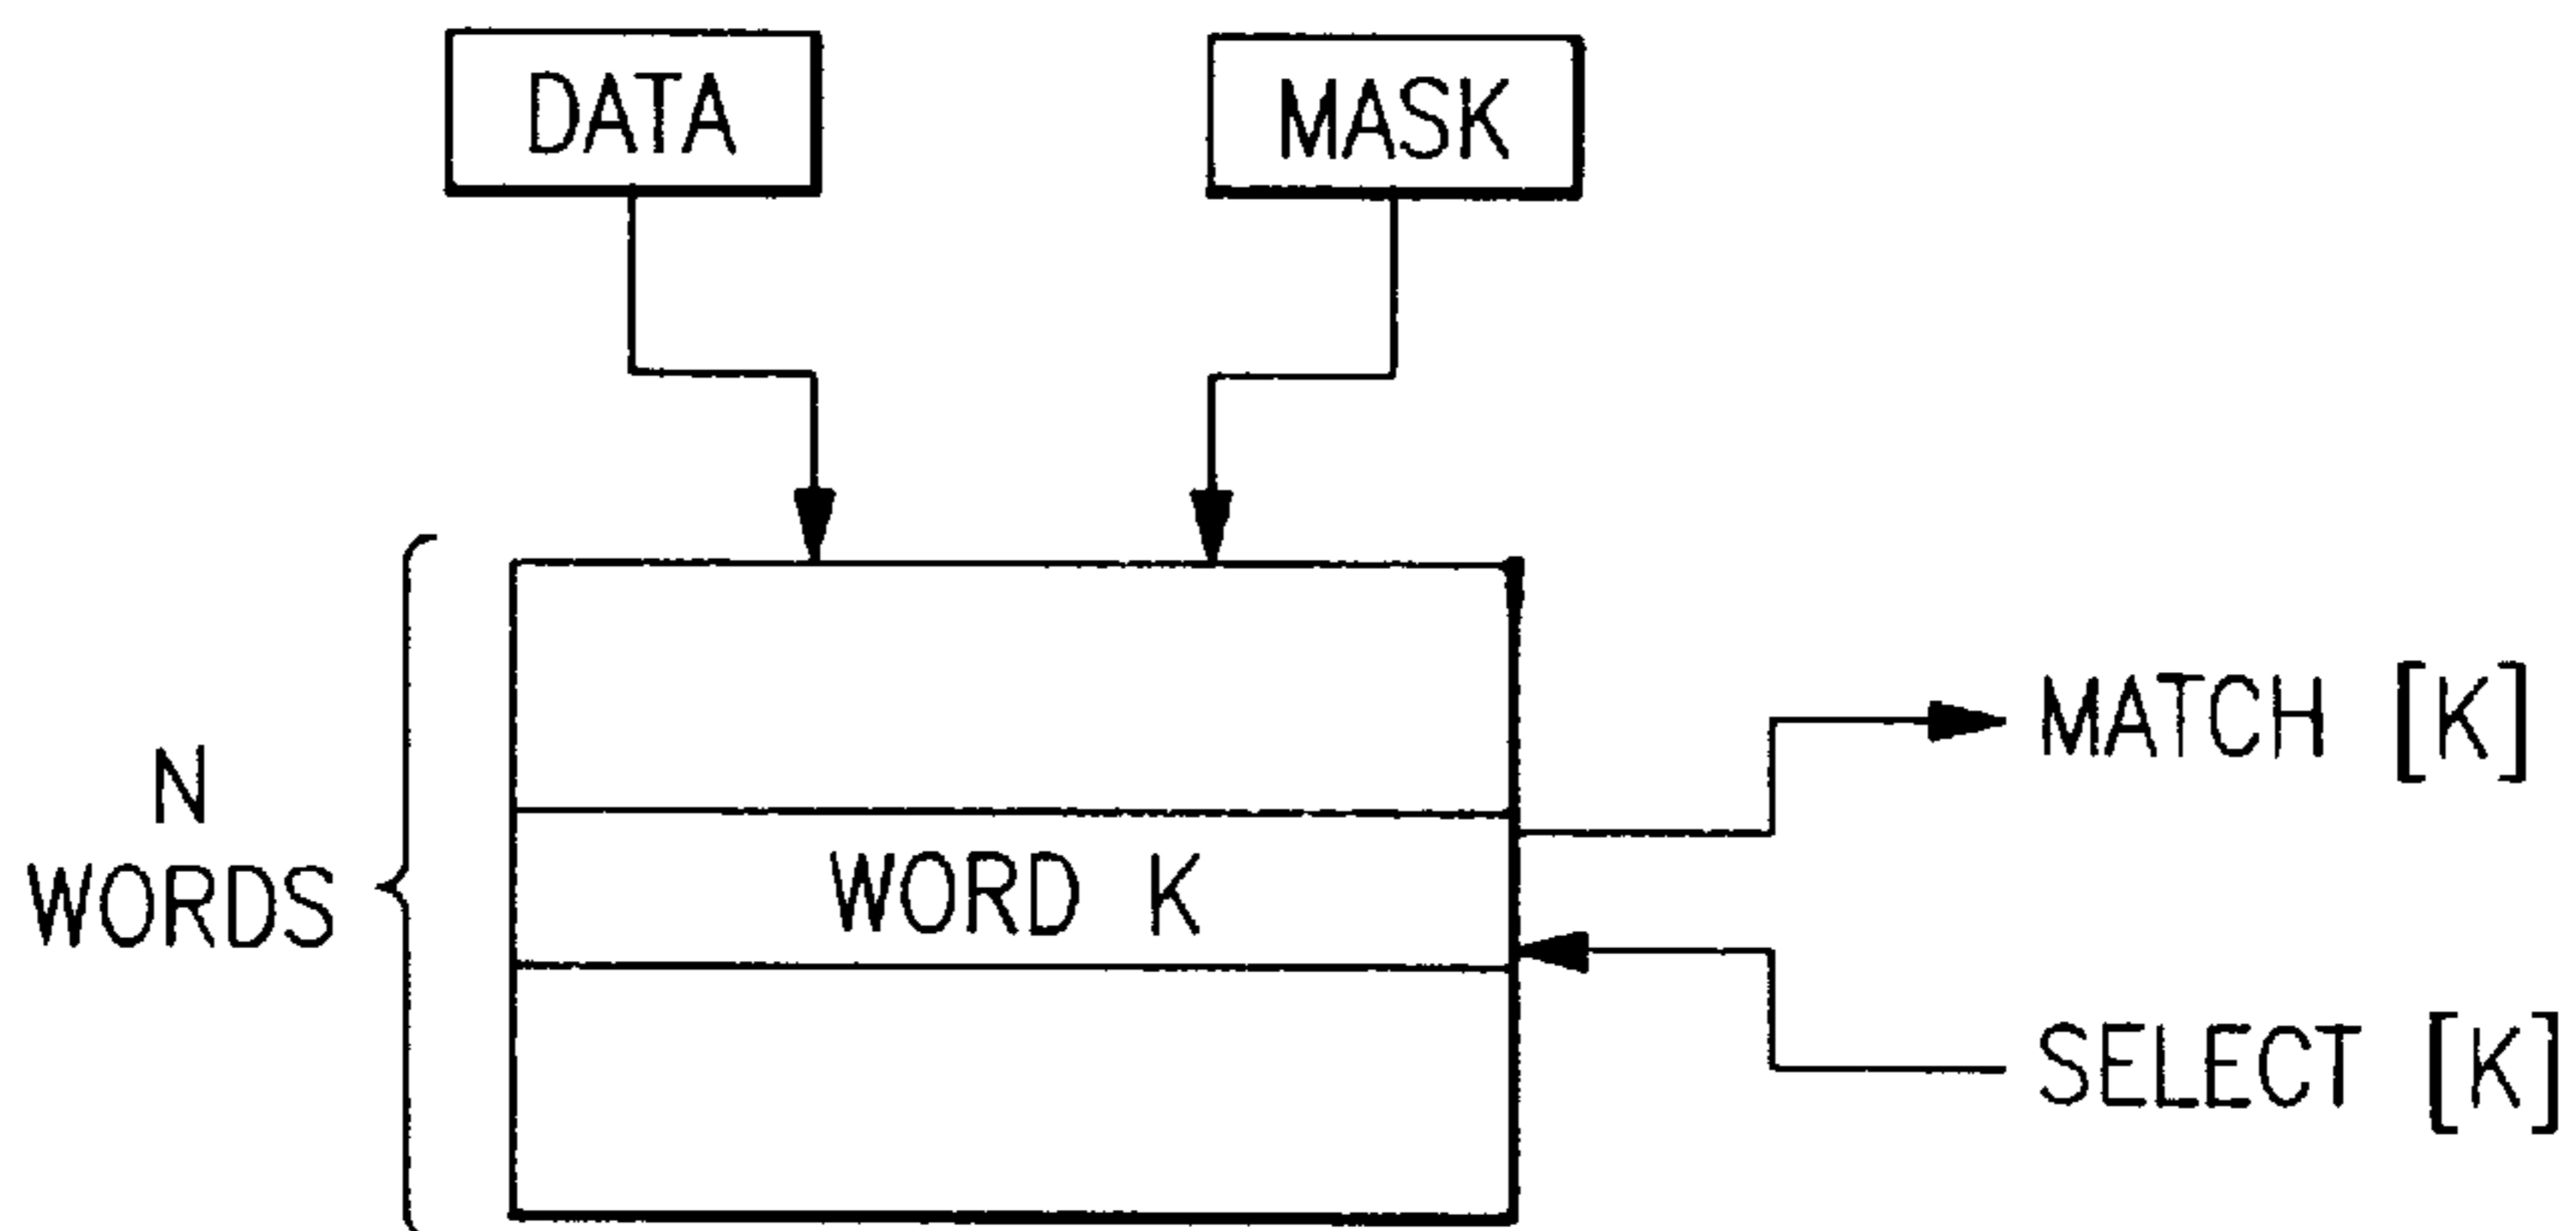 DATA
MASK
N
WORDS
WORD K
MATCH [K]
SELECT [K]